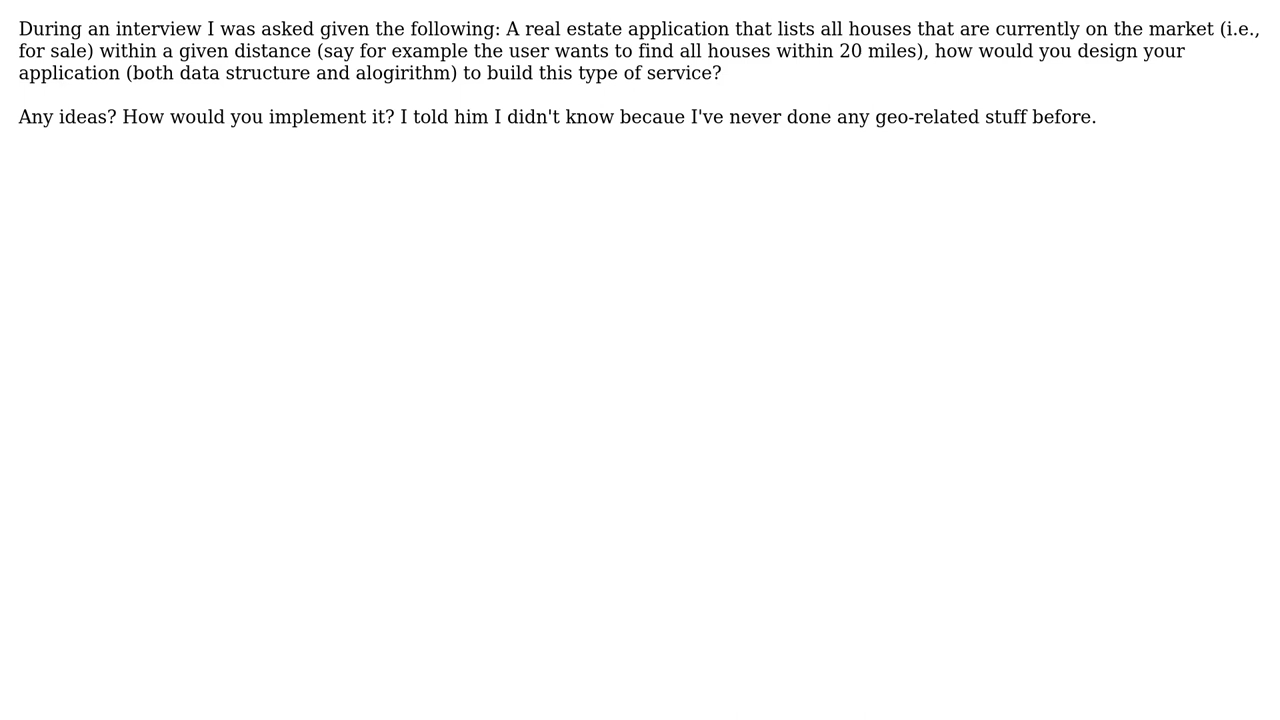 During an interview I was asked given the following: A real estate application that lists all houses that are currently on the market (i.e.,
for sale) within a given distance (say for example the user wants to find all houses within 20 miles), how would you design your
application (both data structure and alogirithm) to build this type of service?
Any ideas? How would you implement it? I told him I didn't know becaue I've never done any geo-related stuff before.